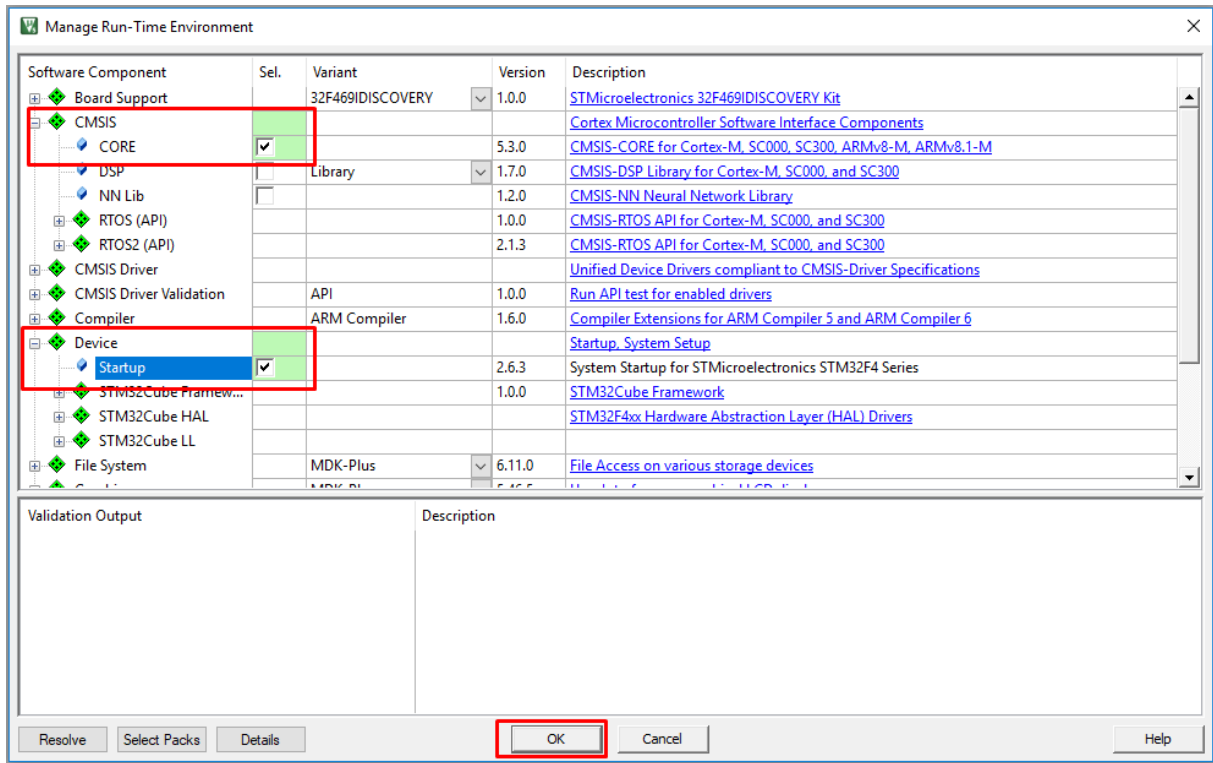 Manage Run-Time Environment
Software Component Sel. Variant Version Description
Board Support 32F469IDISCOVERY 1.0.0 STMicroelectronics 32F469IDISCOVERY Kit
CMSIS Cortex Microcontroller Software Interface Components
CORE 5.3.0 CMSIS-CORE for Cortex-M, SC000, SC300, ARMv8-M, ARMv8.1-M
DSP Library 1.7.0 CMSIS-DSP Library for Cortex-M, SC000, and SC300
NN Lib 1.2.0 CMSIS-NN Neural Network Library
RTOS (API) 1.0.0 CMSIS-RTOS API for Cortex-M, SC000, and SC300
RTOS2 (API) 2.1.3 CMSIS-RTOS API for Cortex-M, SC000, and SC300
CMSIS Driver Unified Device Drivers compliant to CMSIS-Driver Specifications
CMSIS Driver Validation API 1.0.0 Run API test for enabled drivers
Compiler ARM Compiler 1.6.0 Compiler Extensions for ARM Compiler 5 and ARM Compiler 6
Device Startup, System Setup
Startup 2.6.3 System Startup for STMicroelectronics STM32F4 Series
STM32Cube Framew... 1.0.0 STM32Cube Framework
STM32Cube HAL STM32F4xx Hardware Abstraction Layer (HAL) Drivers
STM32Cube LL
File System MDK-Plus 6.11.0 File Access on various storage devices
Validation Output Description
Resolve Select Packs Details OK Cancel Help